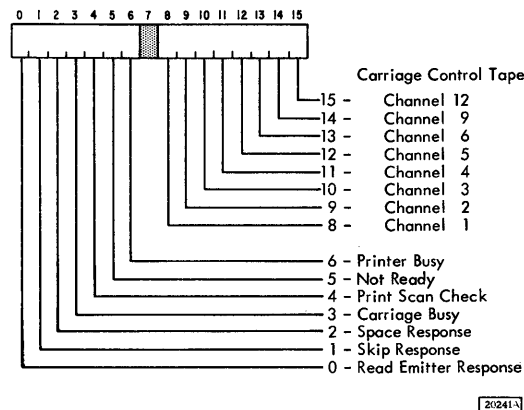 0 1 2 3 4 5 6 7 8 9 10 11 12 13 14 15
Carriage Control Tape
15 - Channel 12
14 - Channel 9
13 - Channel 6
12 - Channel 5
11 - Channel 4
10 - Channel 3
9 - Channel 2
8 - Channel 1
6 - Printer Busy
5 - Not Ready
4 - Print Scan Check
3 - Carriage Busy
2 - Space Response
1 - Skip Response
0 - Read Emitter Response
20241A